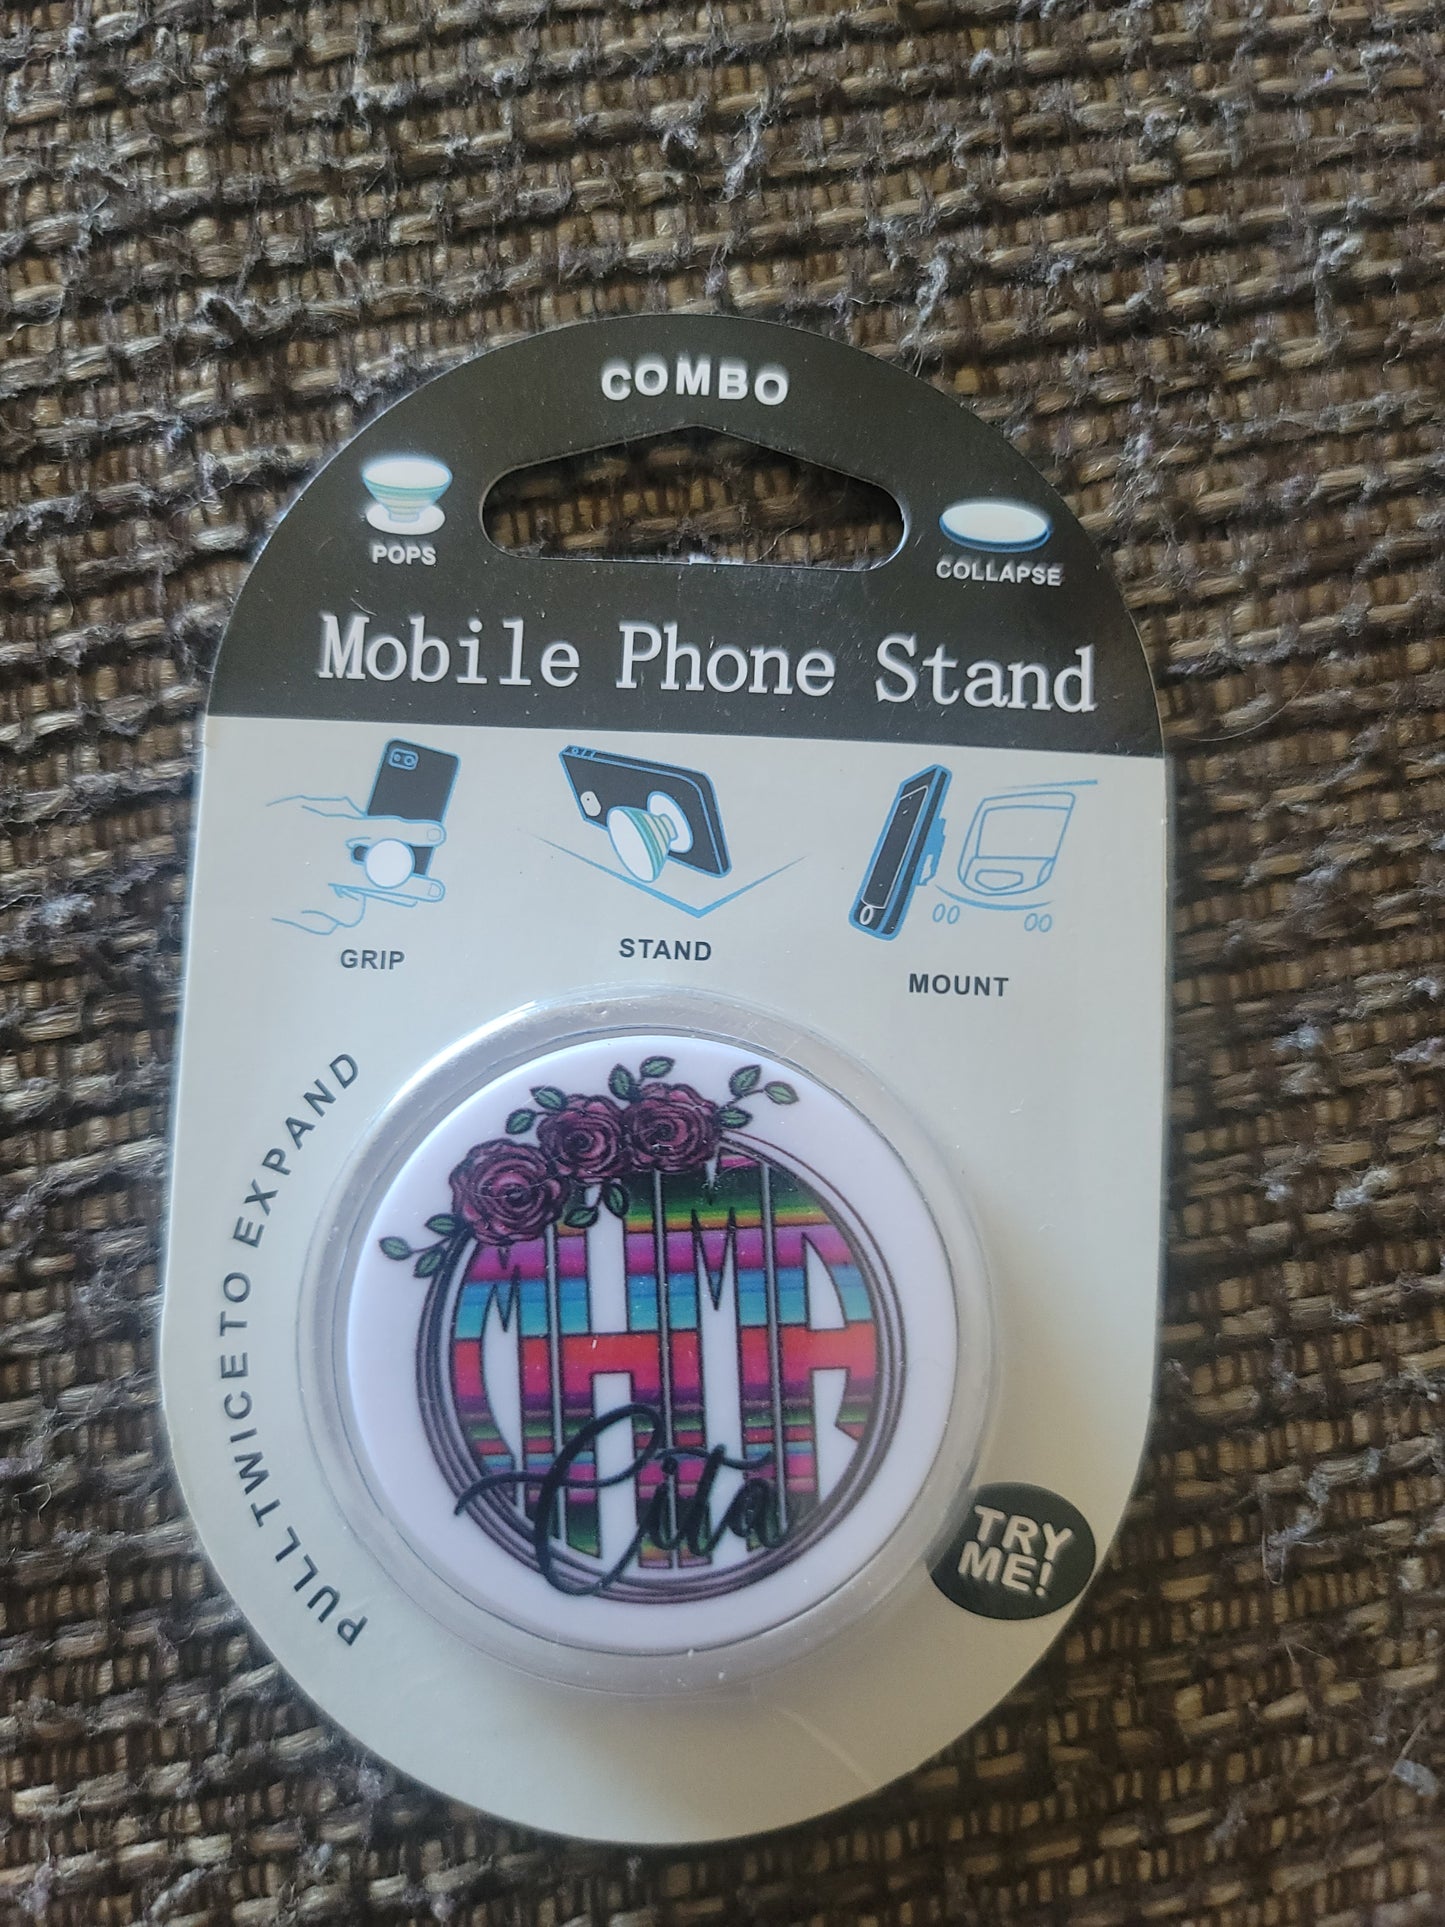 COMBO
POPS
COLLAPSE
Mobile Phone Stand
GRIP
STAND
MOUNT
PULL TWICE TO EXPAND
MAMA
Cita
TRY
ME!